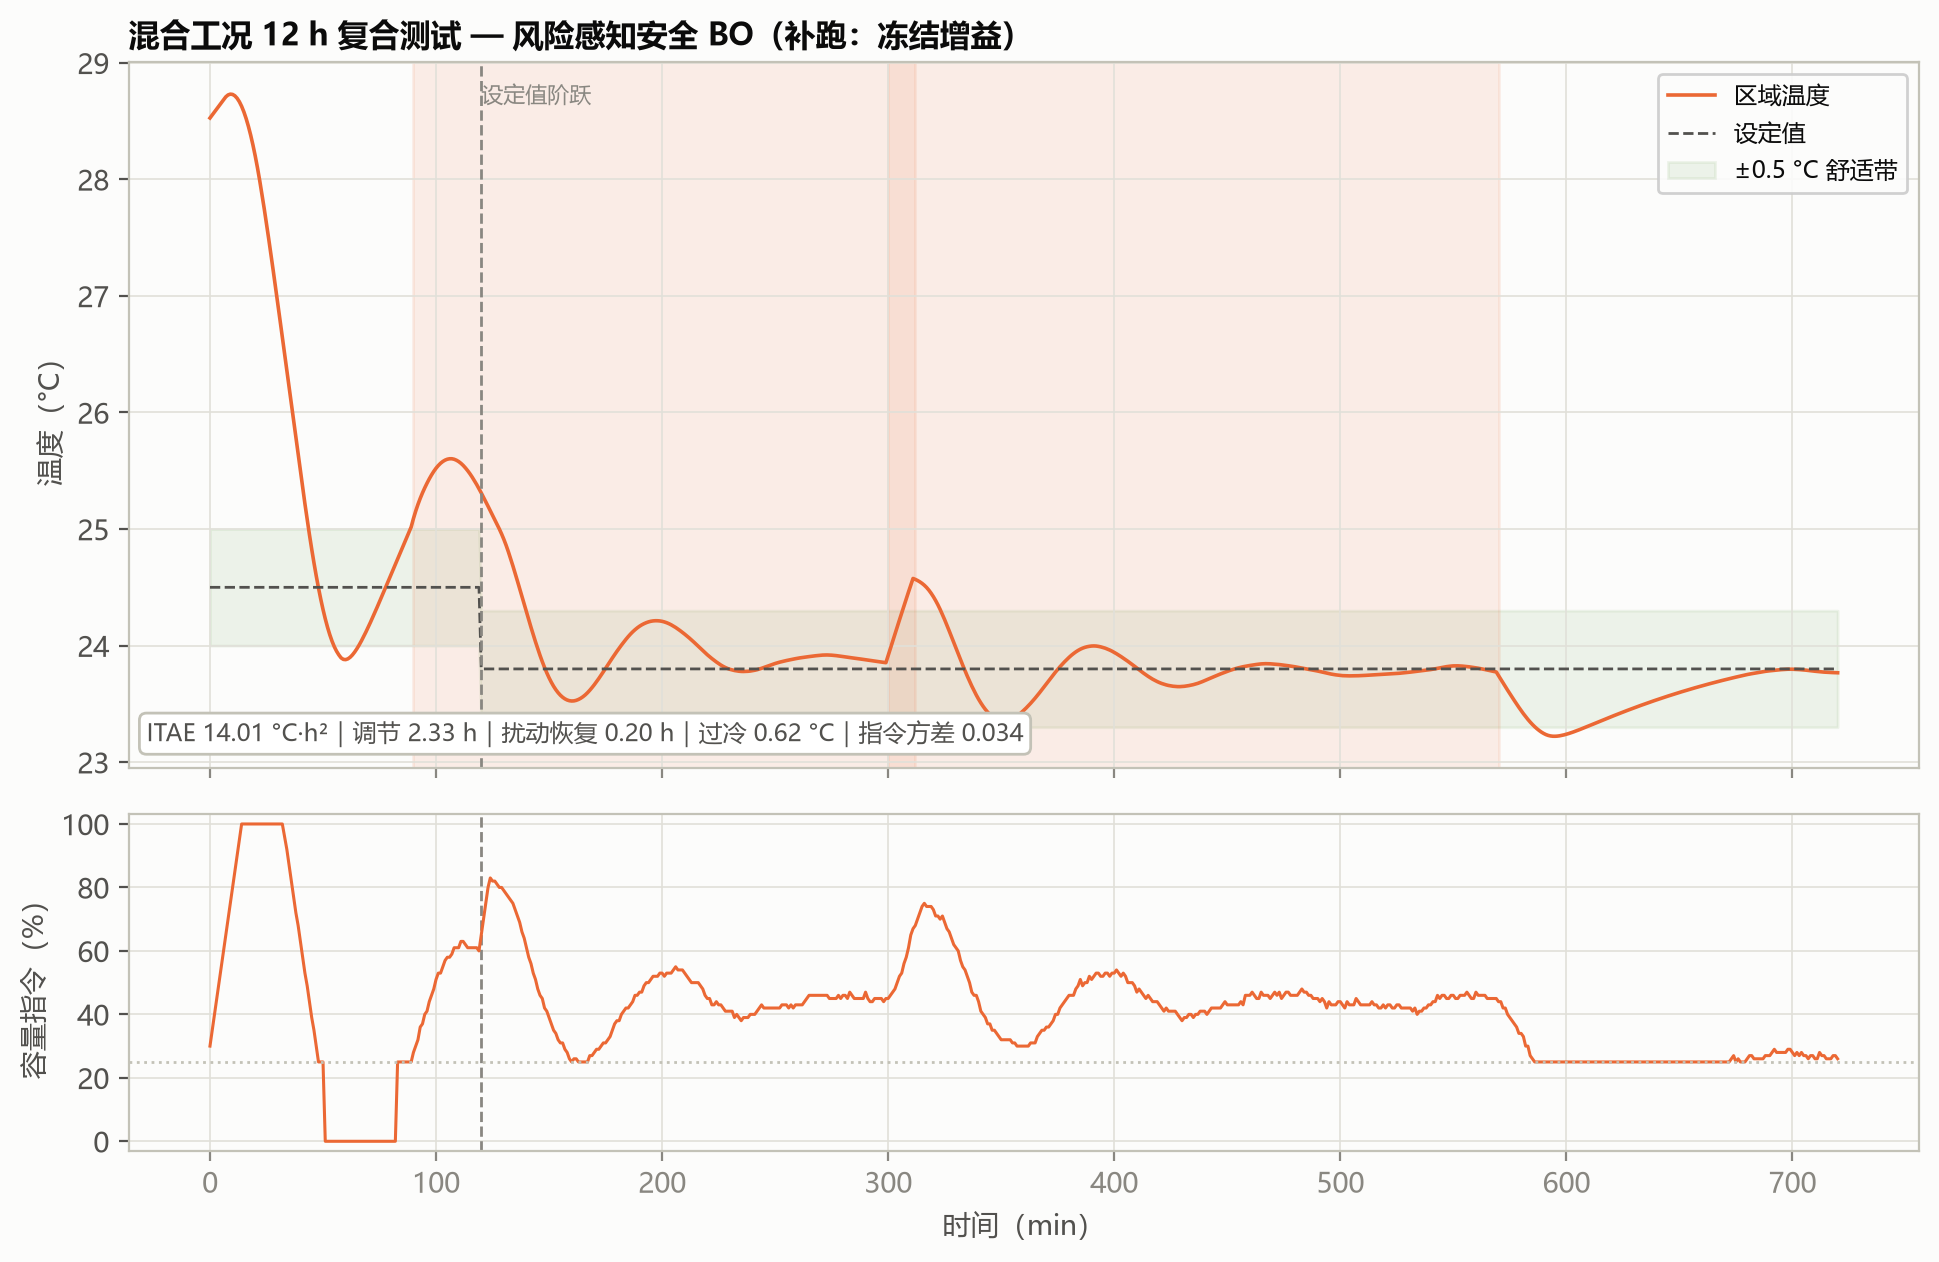 混合工况 12 h 复合测试 — 风险感知安全 BO（补跑：冻结增益）
29
28
27
26
25
24
23
温度（°C）
设定值阶跃
区域温度
设定值
±0.5 °C 舒适带
ITAE 14.01 °C·h² | 调节 2.33 h | 扰动恢复 0.20 h | 过冷 0.62 °C | 指令方差 0.034
100
80
60
40
20
0
容量指令（%）
0 100 200 300 400 500 600 700
时间（min）